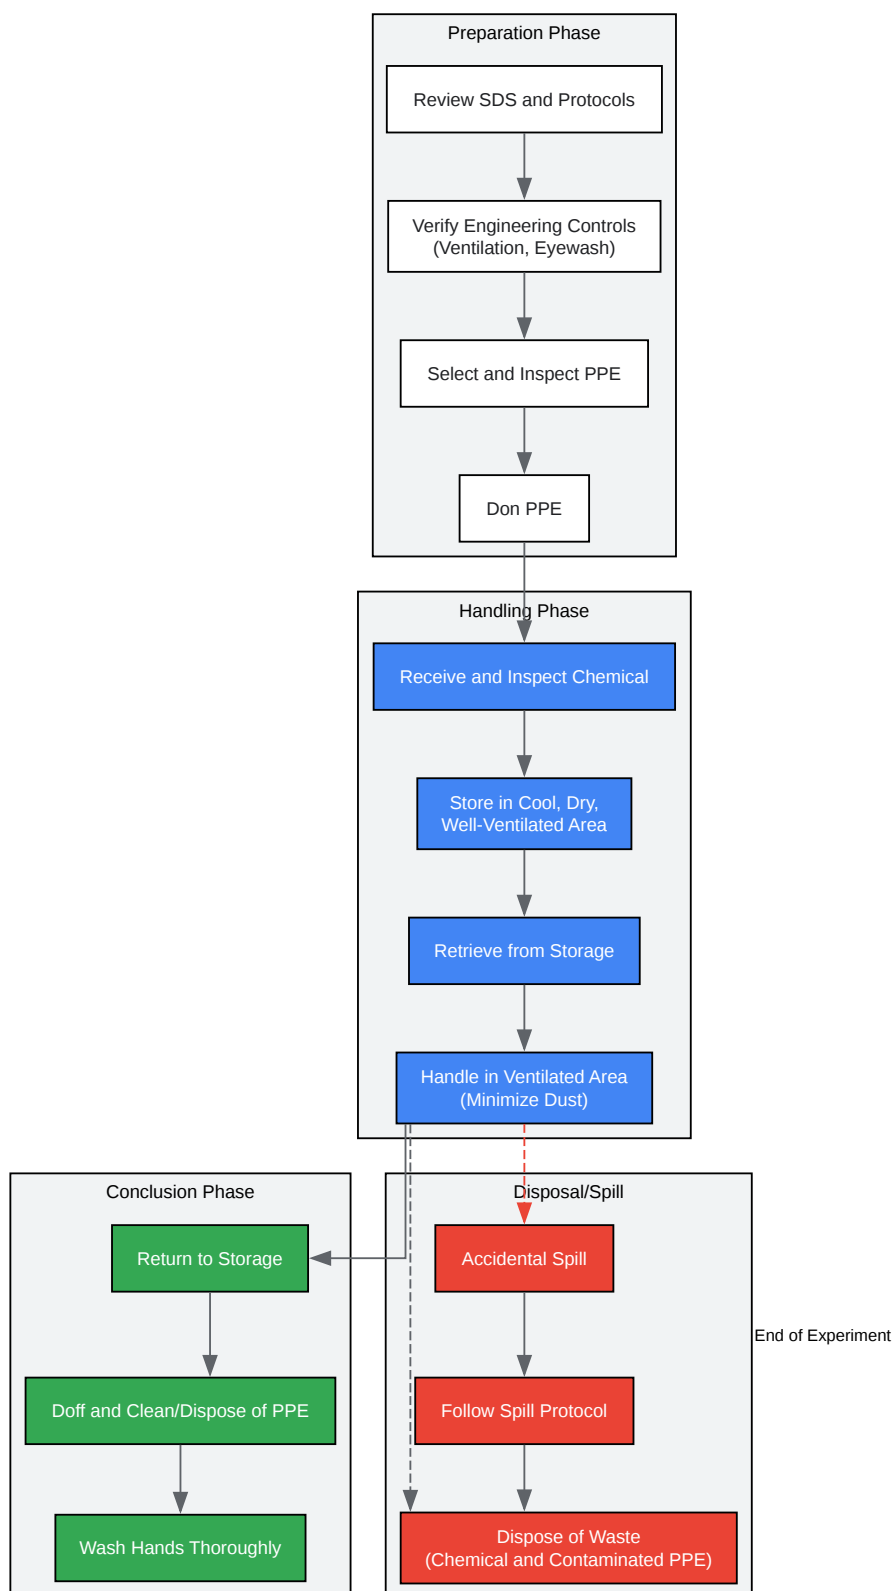 Preparation Phase
Review SDS and Protocols
Verify Engineering Controls
(Ventilation, Eyewash)
Select and Inspect PPE
Don PPE
Handling Phase
Receive and Inspect Chemical
Store in Cool, Dry,
Well-Ventilated Area
Retrieve from Storage
Handle in Ventilated Area
(Minimize Dust)
Conclusion Phase
Return to Storage
Doff and Clean/Dispose of PPE
Wash Hands Thoroughly
Disposal/Spill
Accidental Spill
Follow Spill Protocol
Dispose of Waste
(Chemical and Contaminated PPE)
End of Experiment